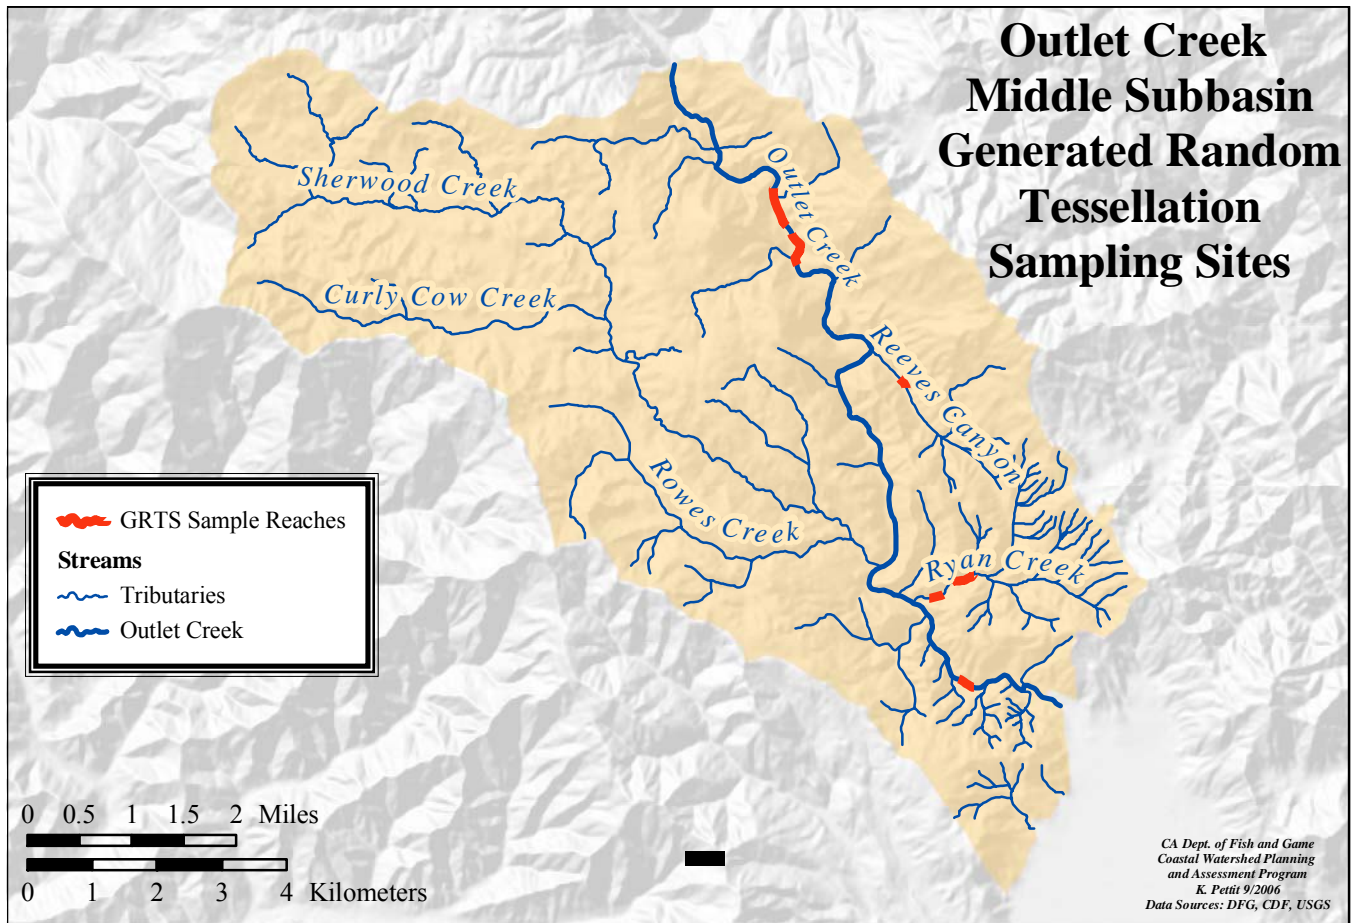 Outlet Creek
Middle Subbasin
Generated Random
Tessellation
Sampling Sites
Outlet Creek
Sherwood Creek
Curly Cow Creek
Reeves Canyon
Rowes Creek
Ryan Creek
GRTS Sample Reaches
Streams
Tributaries
Outlet Creek
0 0.5 1 1.5 2 Miles
0 1 2 3 4 Kilometers
CA Dept. of Fish and Game
Coastal Watershed Planning
and Assessment Program
K. Pettit 9/2006
Data Sources: DFG, CDF, USGS